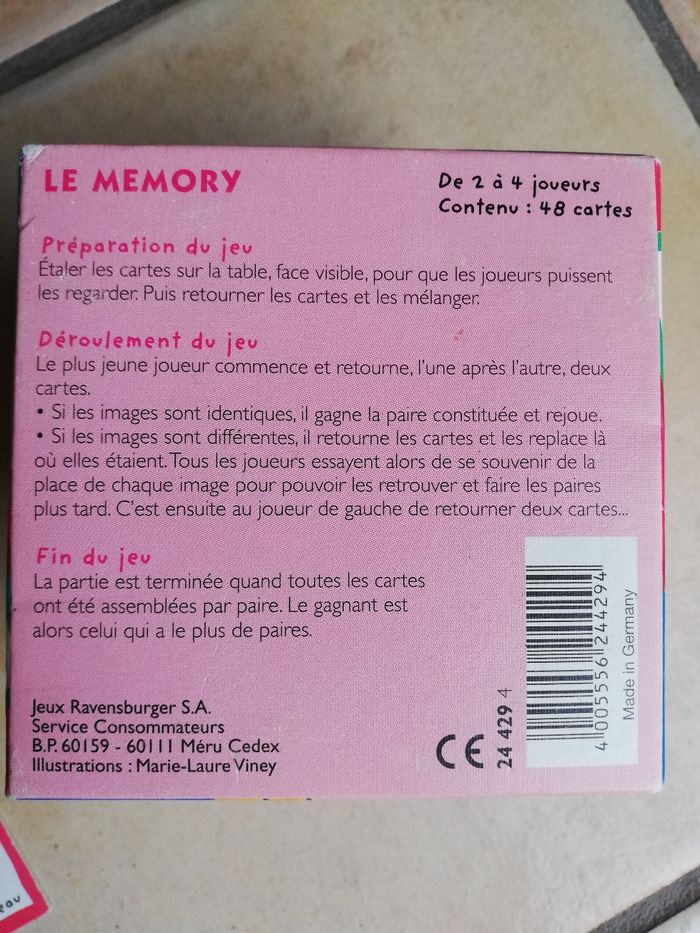 LE MEMORY
De 2 à 4 joueurs
Contenu : 48 cartes
Préparation du jeu
Étaler les cartes sur la table, face visible, pour que les joueurs puissent
les regarder. Puis retourner les cartes et les mélanger.
Déroulement du jeu
Le plus jeune joueur commence et retourne, l'une après l'autre, deux
cartes.
• Si les images sont identiques, il gagne la paire constituée et rejoue.
• Si les images sont différentes, il retourne les cartes et les replace là
où elles étaient. Tous les joueurs essayent alors de se souvenir de la
place de chaque image pour pouvoir les retrouver et faire les paires
plus tard. C'est ensuite au joueur de gauche de retourner deux cartes...
Fin du jeu
La partie est terminée quand toutes les cartes
ont été assemblées par paire. Le gagnant est
alors celui qui a le plus de paires.
Jeux Ravensburger S.A.
Service Consommateurs
B.P. 60159 - 60111 Méru Cedex
Illustrations : Marie-Laure Viney
CE
24 429 4
4 005556 244294
Made in Germany